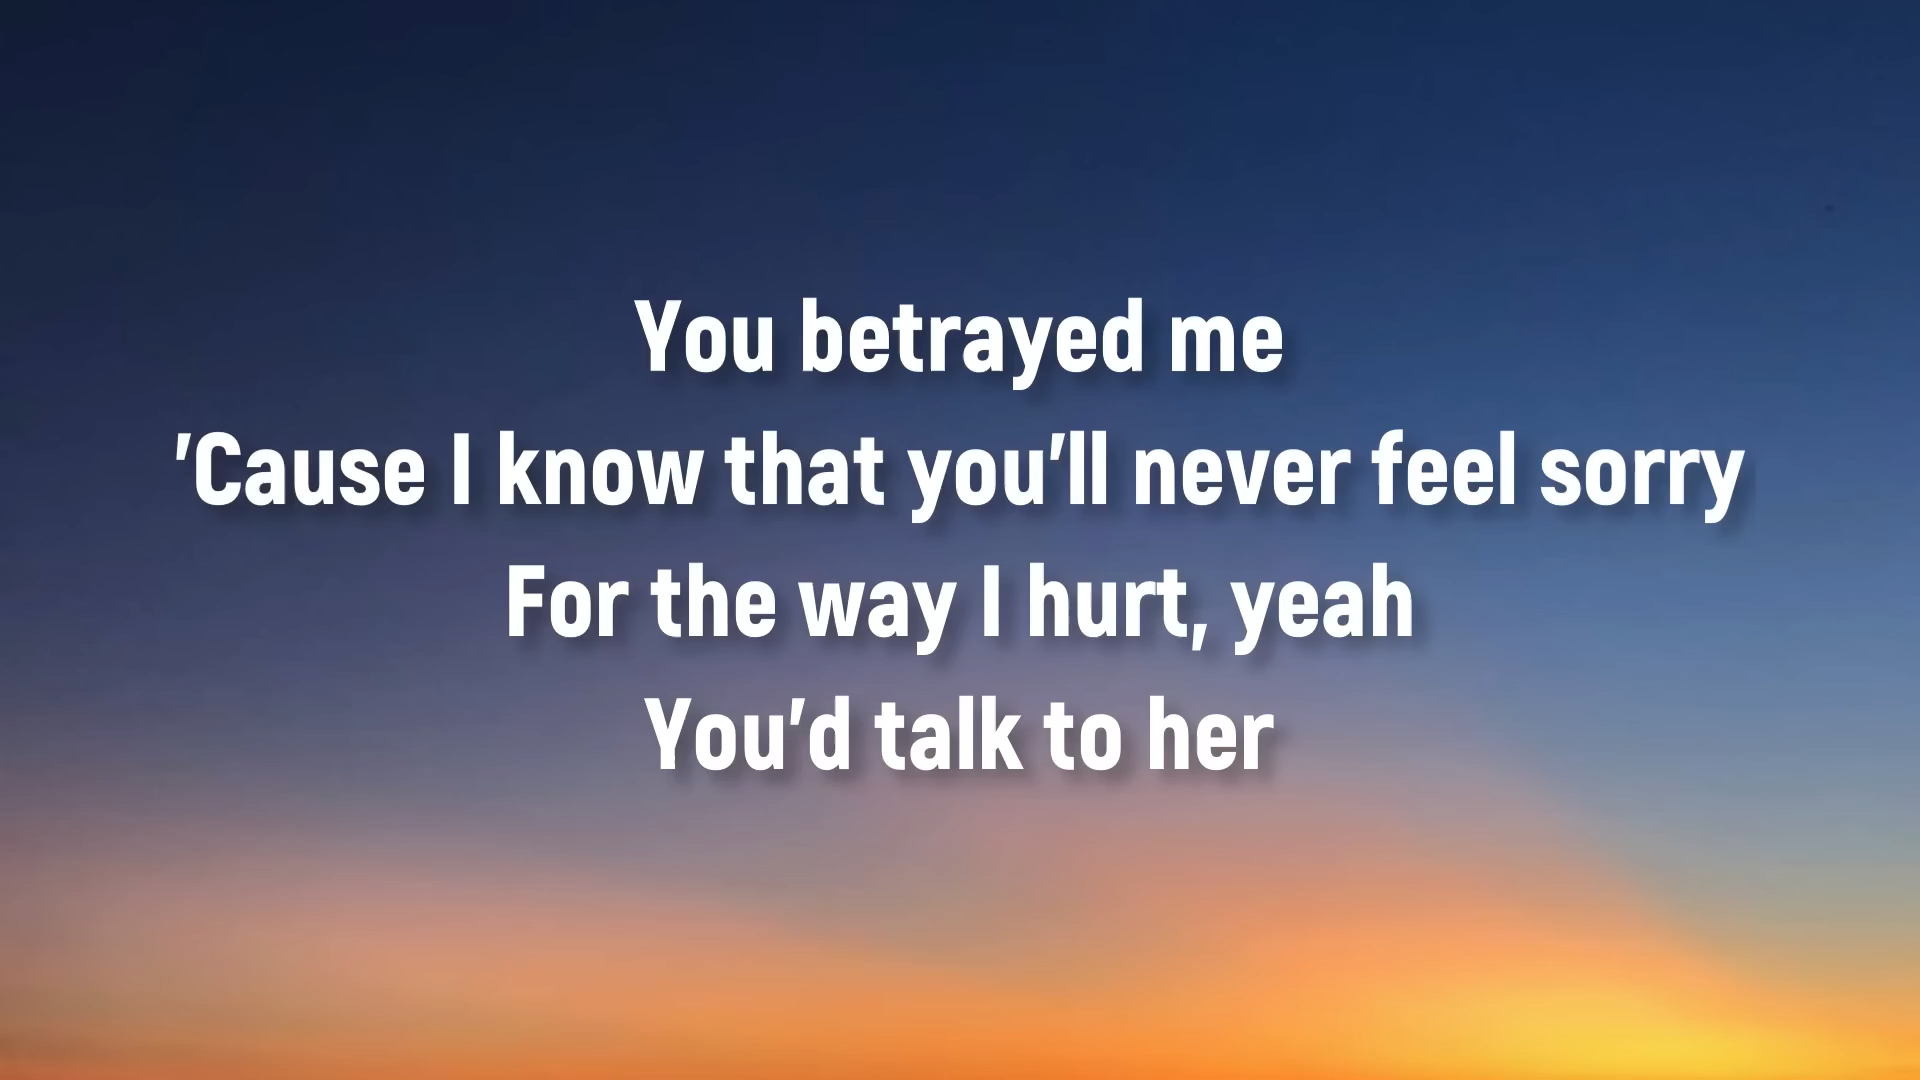 You betrayed me
'Cause I know that you'll never feel sorry
For the way I hurt, yeah
You'd talk to her